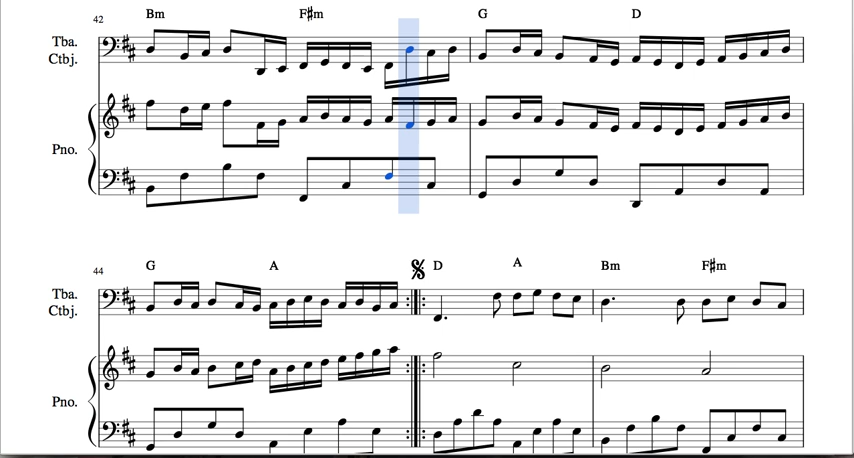 42 Bm F#m G D
Tba.
Ctbj.
Pno.
44 G A D A Bm F#m
Tba.
Ctbj.
Pno.